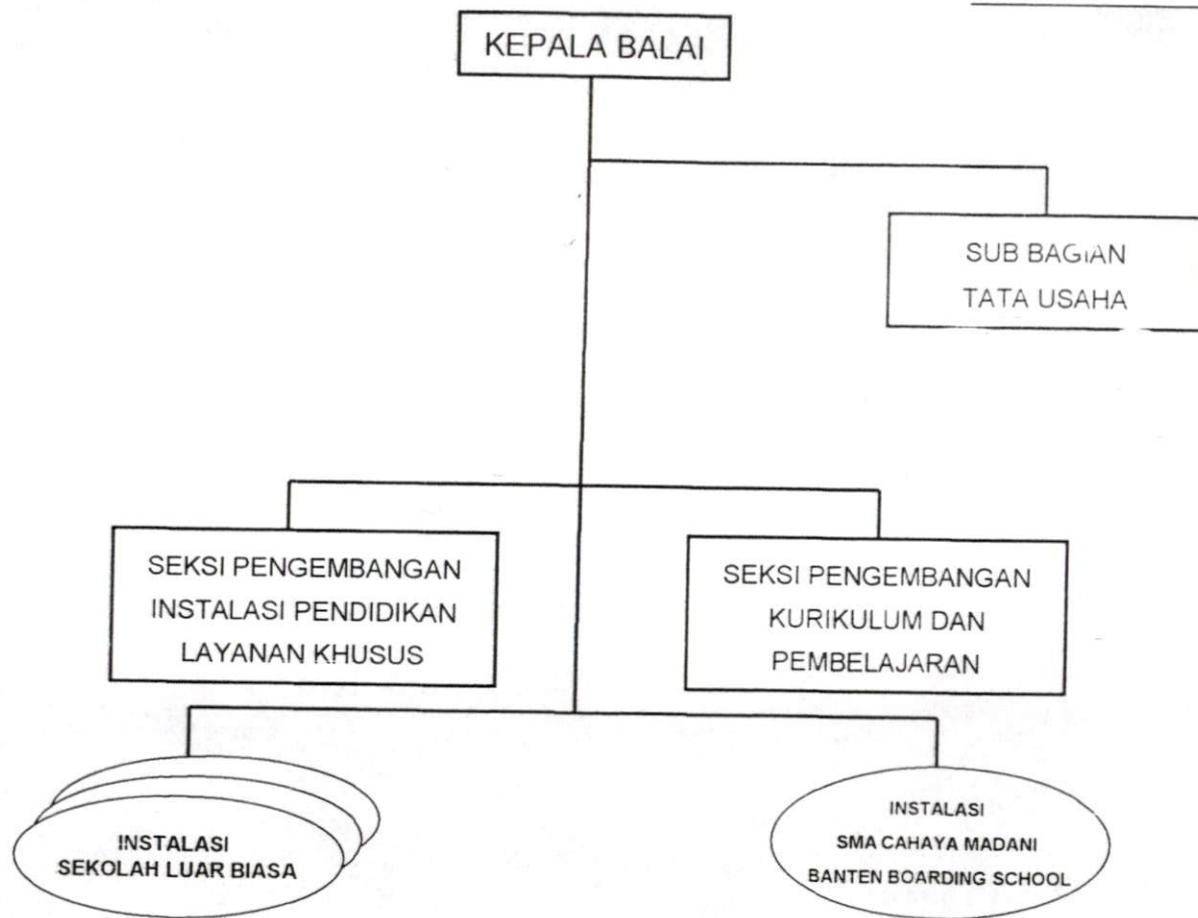 KEPALA BALAI
SUB BAGIAN
TATA USAHA
SEKSI PENGEMBANGAN
INSTALASI PENDIDIKAN
LAYANAN KHUSUS
SEKSI PENGEMBANGAN
KURIKULUM DAN
PEMBELAJARAN
INSTALASI
SEKOLAH LUAR BIASA
INSTALASI
SMA CAHAYA MADANI
BANTEN BOARDING SCHOOL